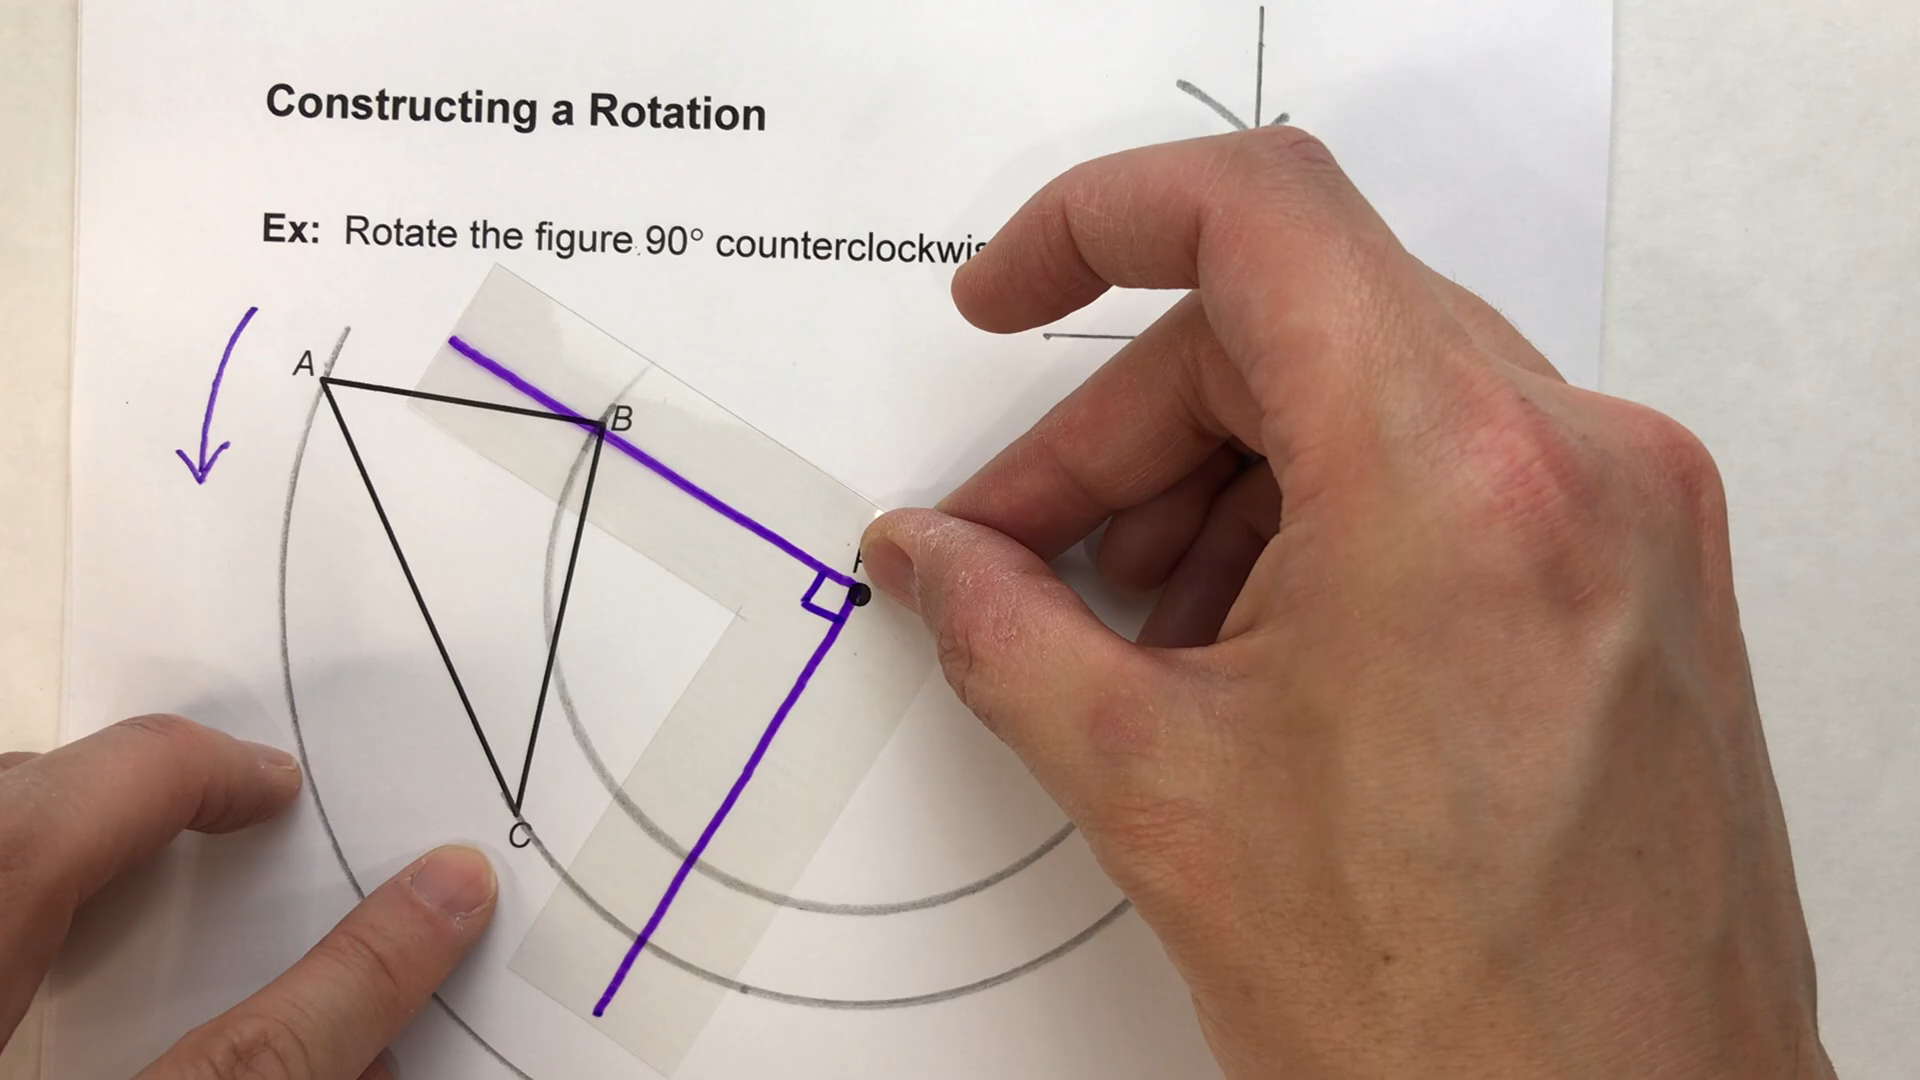 Constructing a Rotation
Ex: Rotate the figure 90° counterclockwis
A
B
C